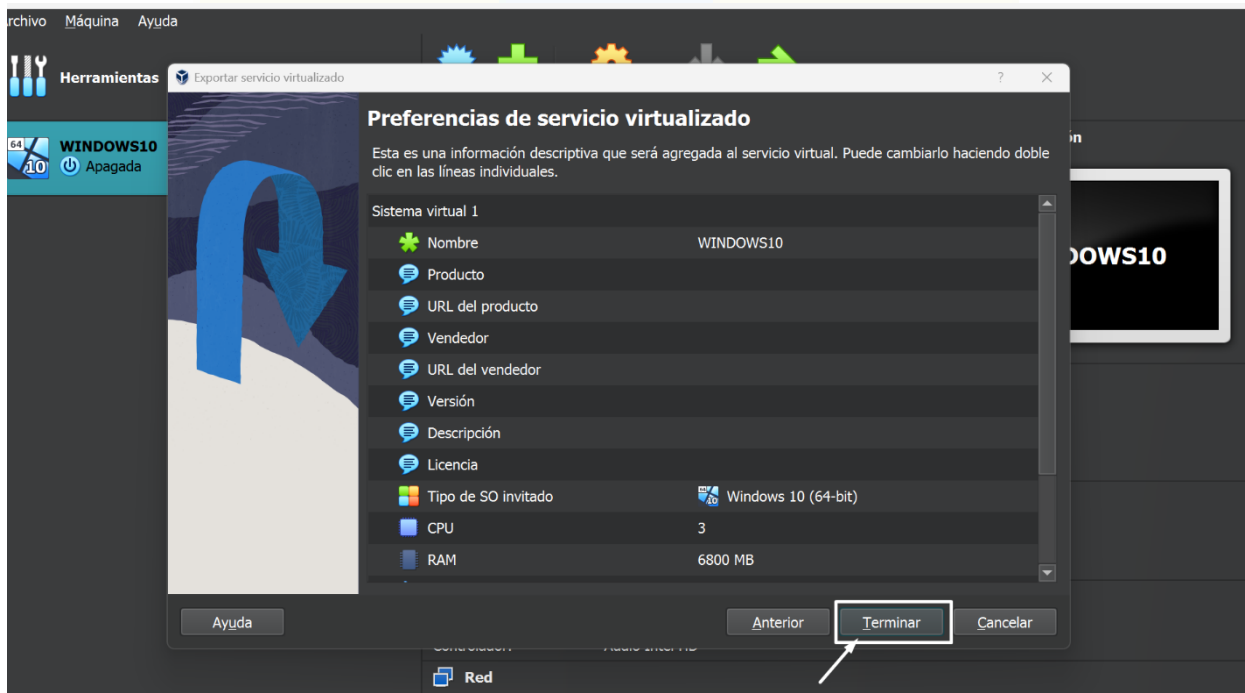 rchivo Máquina Ayuda
Herramientas
Exportar servicio virtualizado ?
64 10 WINDOWS10
Apagada
Preferencias de servicio virtualizado
Esta es una información descriptiva que será agregada al servicio virtual. Puede cambiarlo haciendo doble
clic en las líneas individuales.
ón
DOWS10
Sistema virtual 1
Nombre WINDOWS10
Producto
URL del producto
Vendedor
URL del vendedor
Versión
Descripción
Licencia
Tipo de SO invitado Windows 10 (64-bit)
CPU 3
RAM 6800 MB
Ayuda Anterior Terminar Cancelar
Red